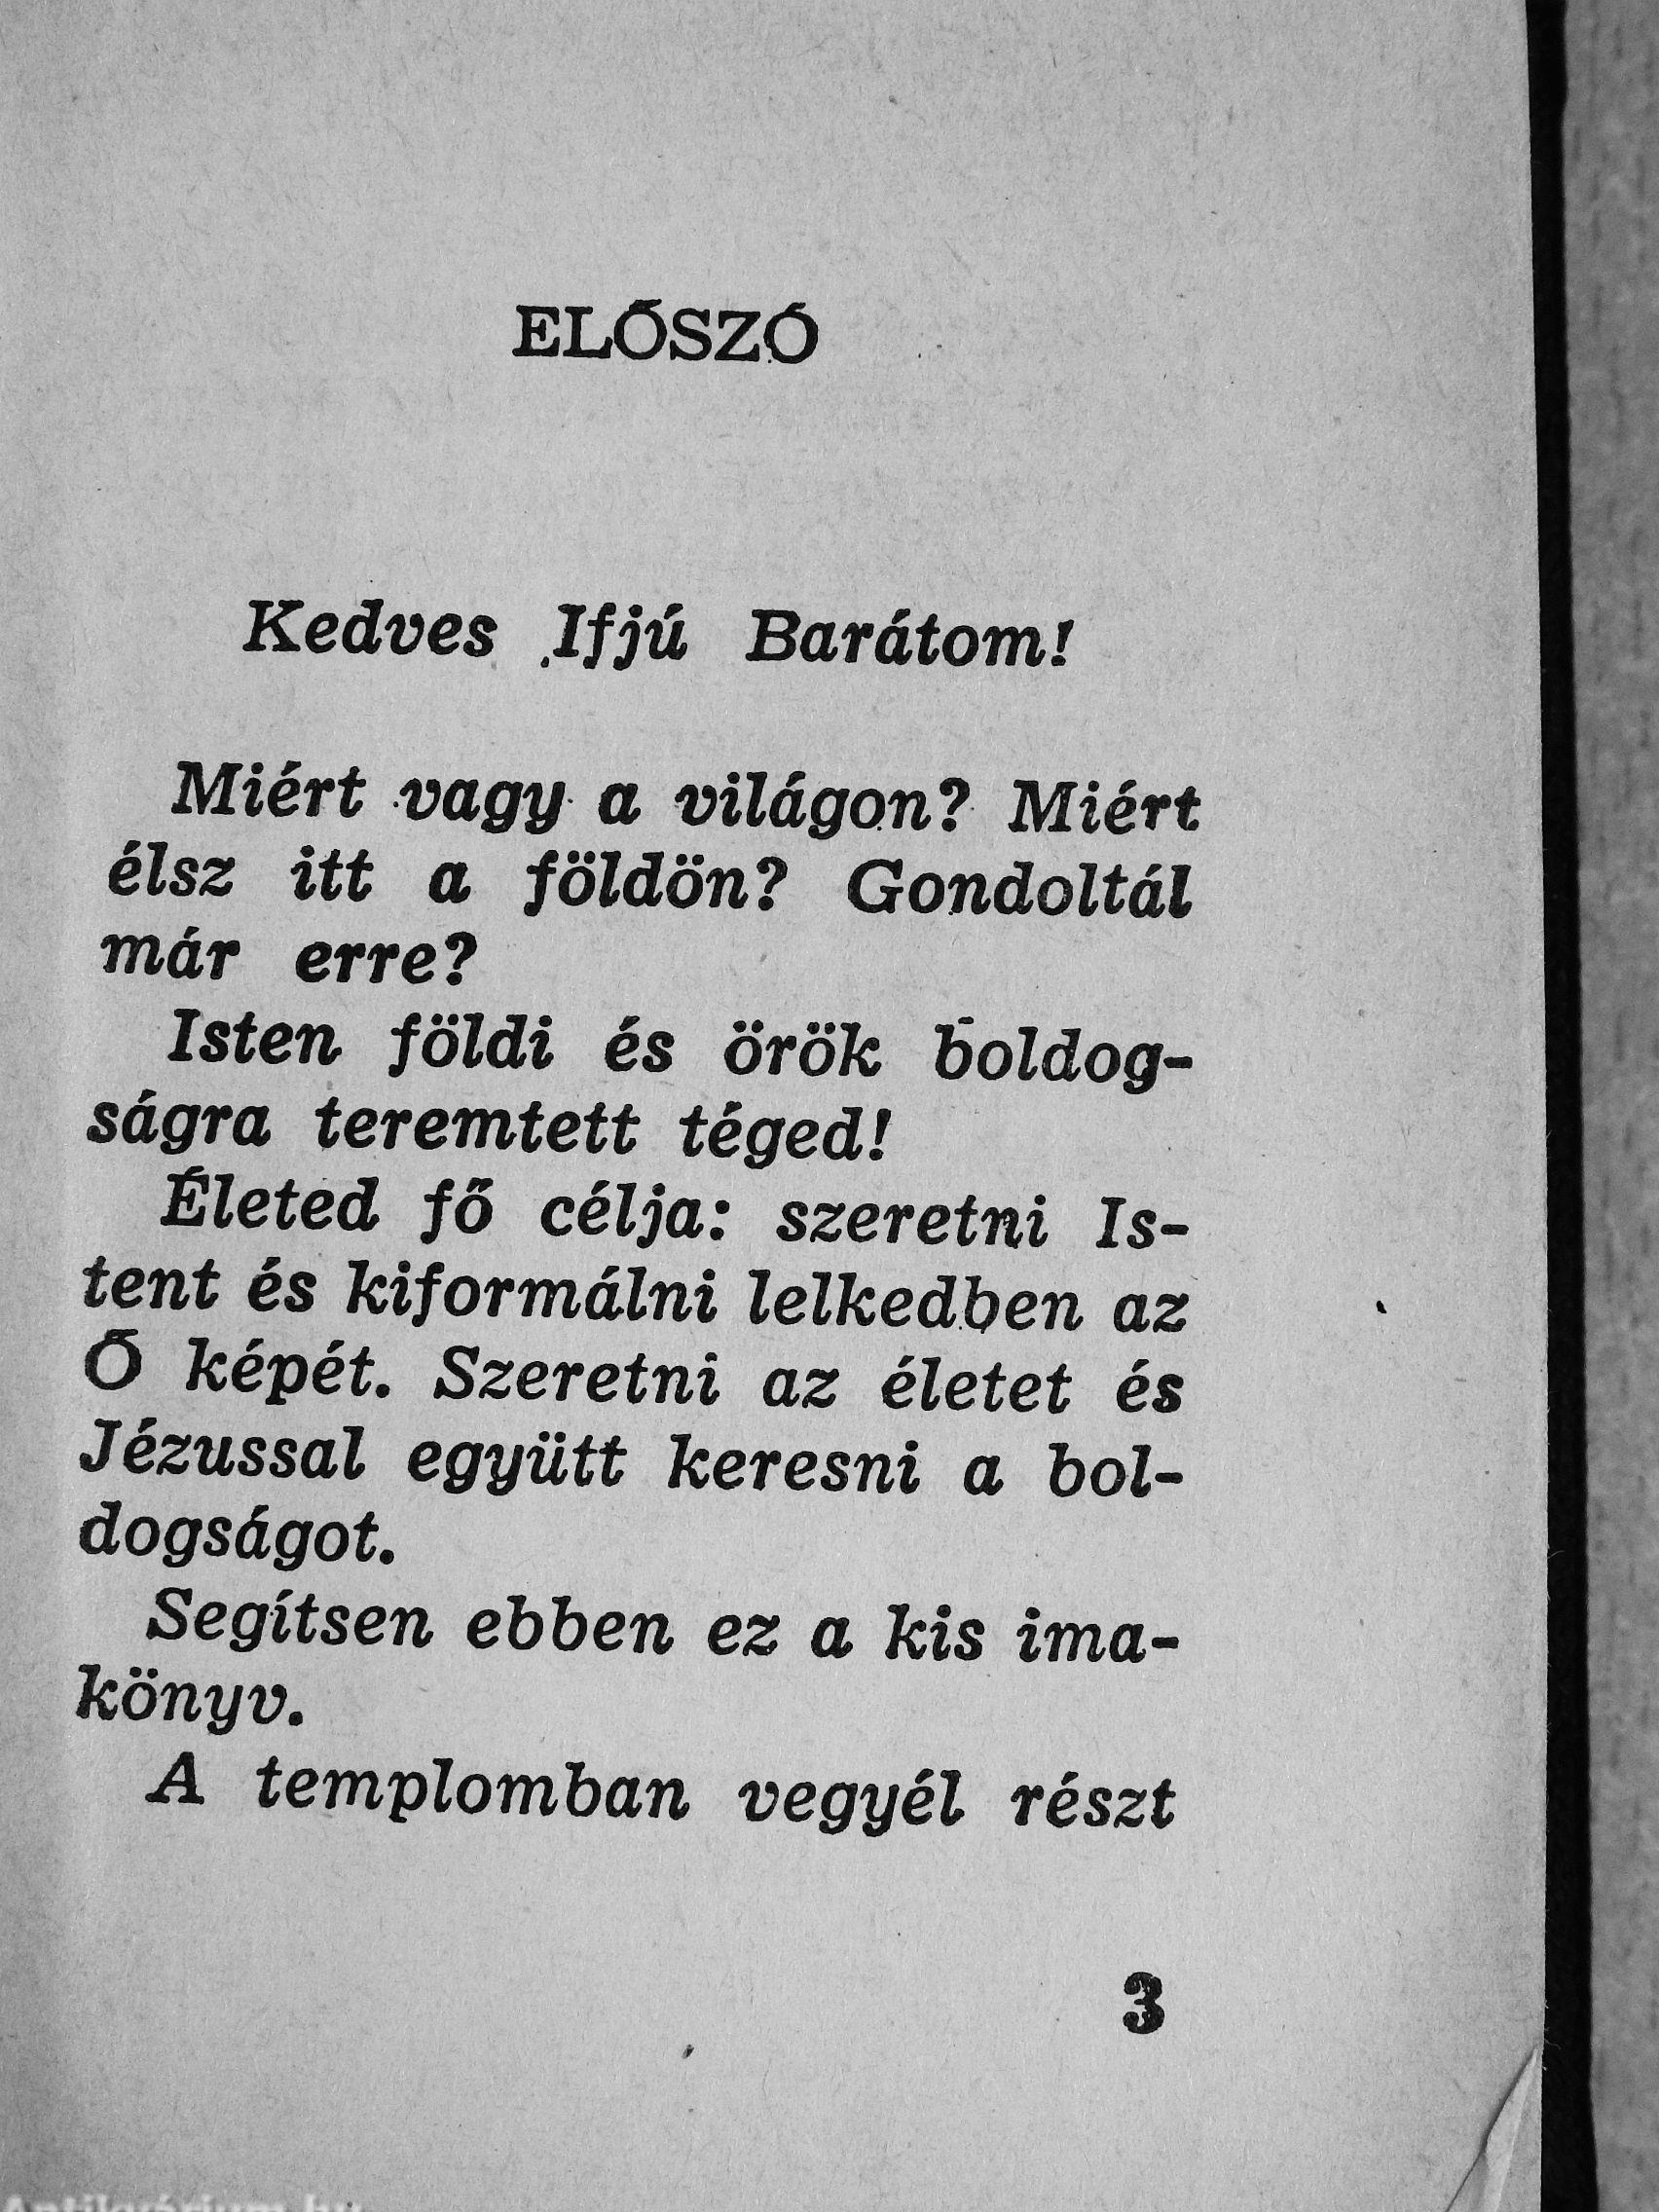 ELŐSZÓ
Kedves Ifjú Barátom!
Miért vagy a világon? Miért
élsz itt a földön? Gondoltál
már erre?
Isten földi és örök boldog-
ságra teremtett téged!
Életed fő célja: szeretni Is-
tent és kiformálni lelkedben az
Ő képét. Szeretni az életet és
Jézussal együtt keresni a bol-
dogságot.
Segítsen ebben ez a kis ima-
könyv.
A templomban vegyél részt
3